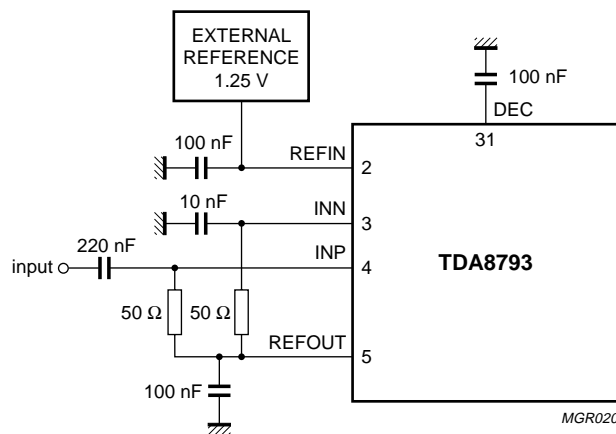 EXTERNAL
REFERENCE
1.25 V
100 nF
DEC
31
100 nF
REFIN
2
10 nF
INN
3
220 nF
input
INP
4
TDA8793
50 Ω
50 Ω
REFOUT
5
100 nF
MGR020